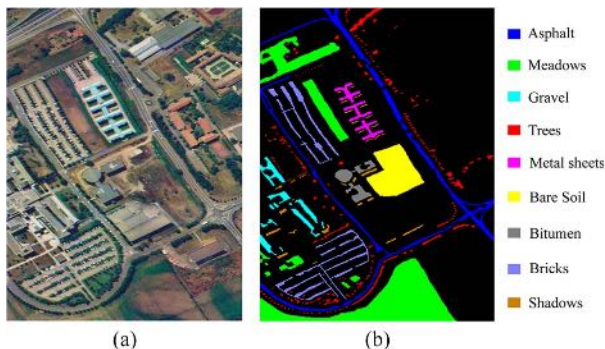 Asphalt
Meadows
Gravel
Trees
Metal sheets
Bare Soil
Bitumen
Bricks
Shadows
(a)
(b)